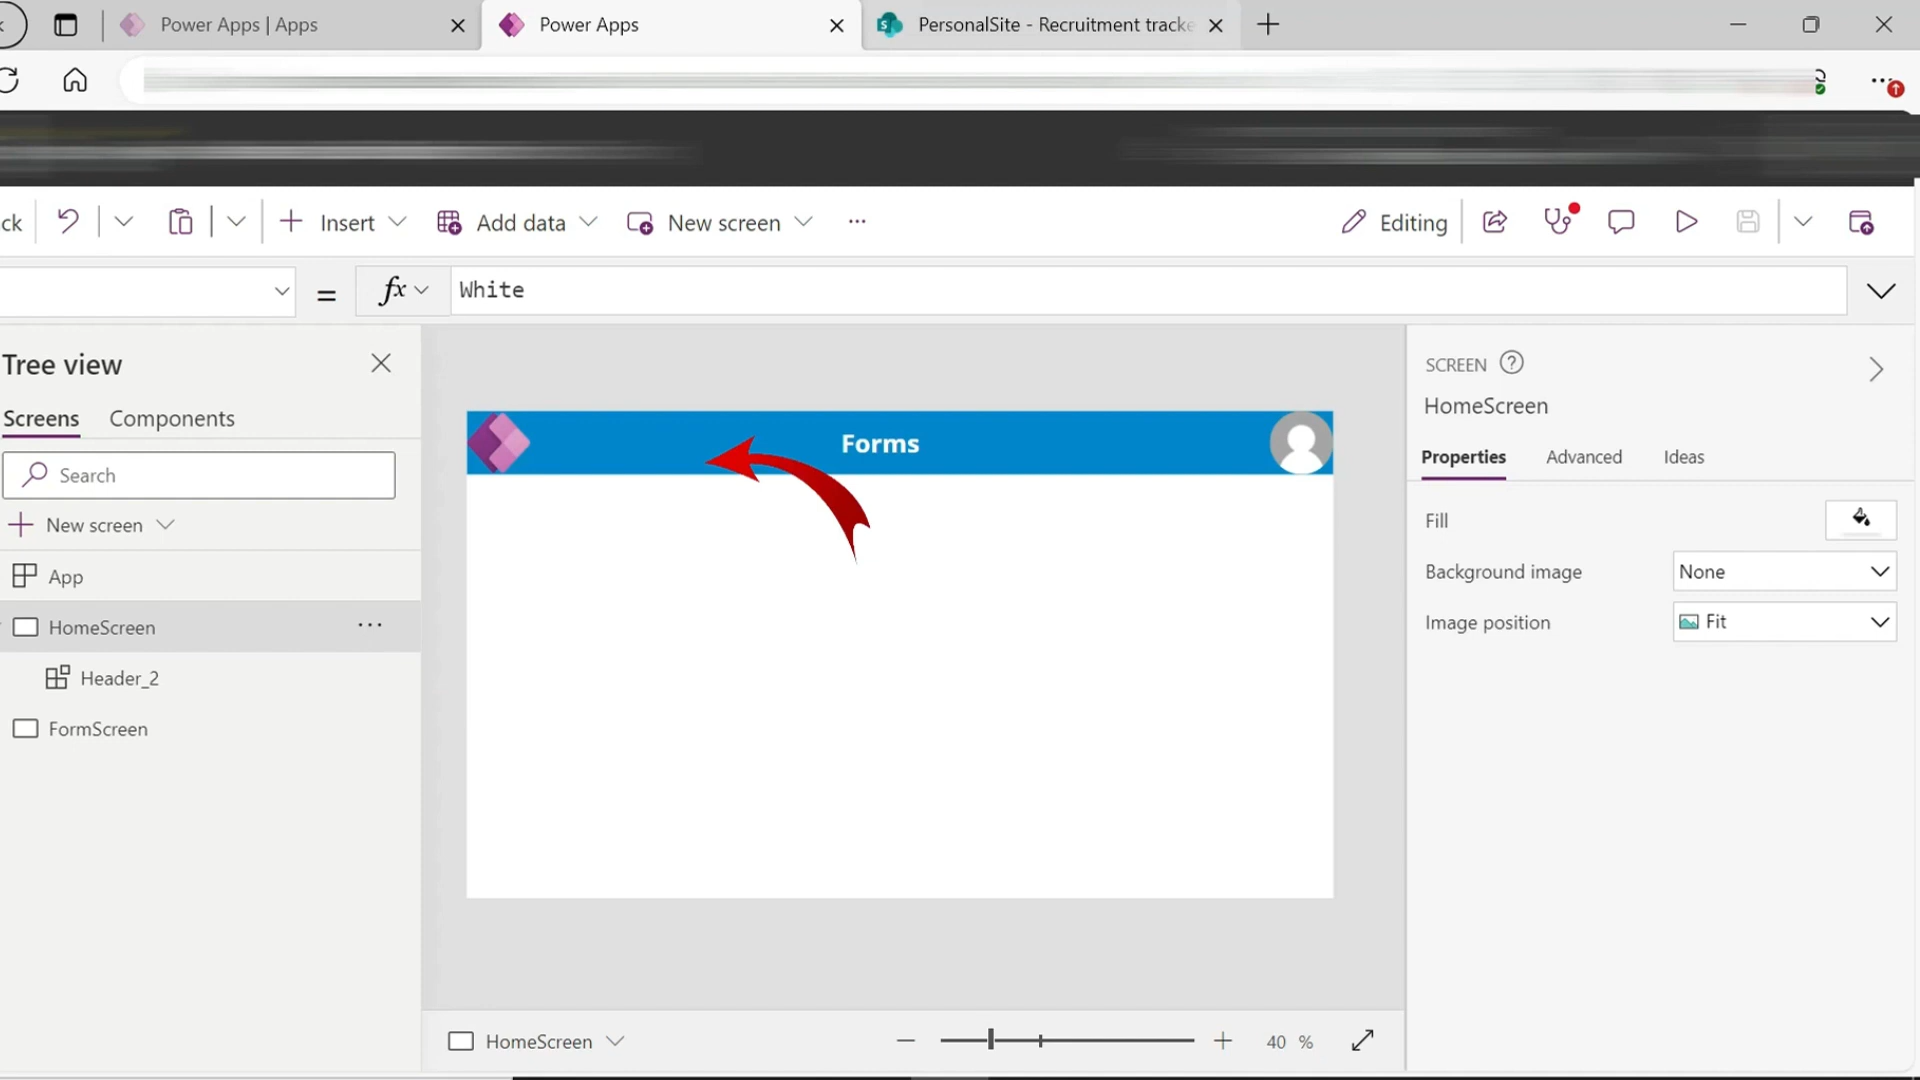 Power Apps | Apps
Power Apps
PersonalSite - Recruitment tracke
ck
Insert
Add data
New screen
...
Editing
= fx White
Tree view
Screens Components
Search
New screen
App
HomeScreen ...
Header_2
FormScreen
Forms
SCREEN ?
HomeScreen
Properties Advanced Ideas
Fill
Background image None
Image position Fit
HomeScreen
40 %